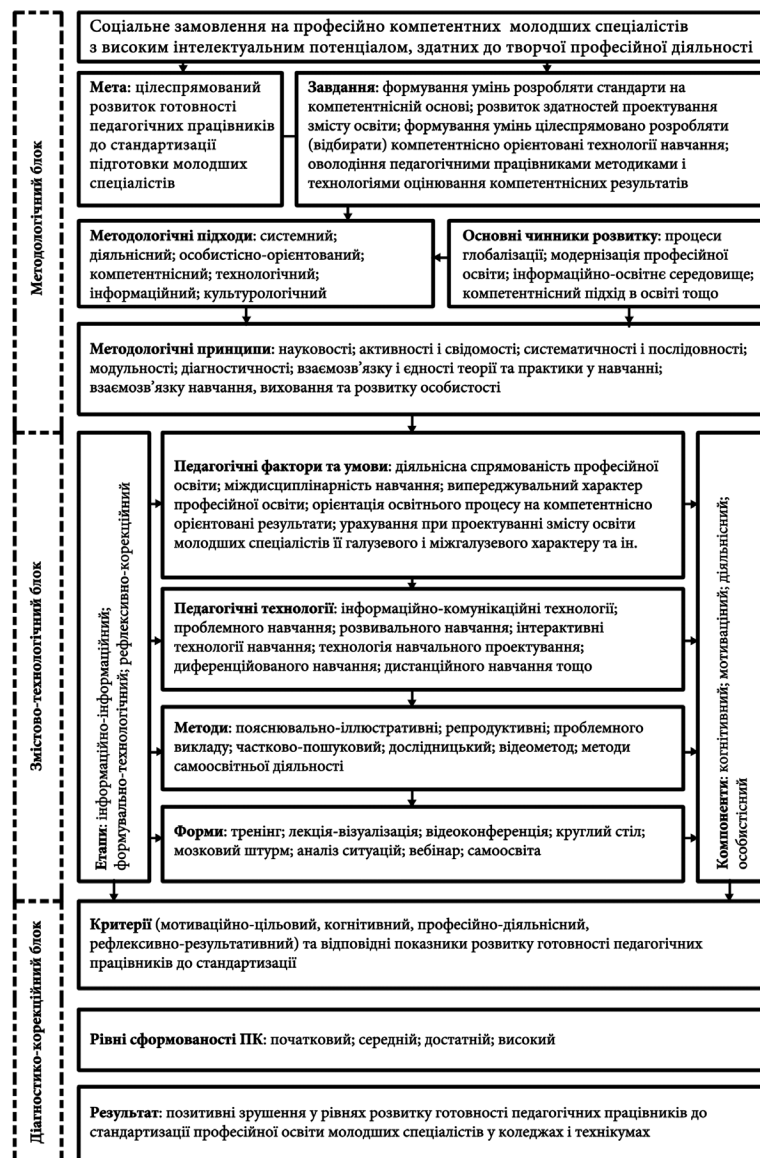 Соціальне замовлення на професійно компетентних молодших спеціалістів
з високим інтелектуальним потенціалом, здатних до творчої професійної діяльності
Методологічний блок
Мета: цілеспрямований
розвиток готовності
педагогічних працівників
до стандартизації
підготовки молодших
спеціалістів
Завдання: формування умінь розробляти стандарти на
компетентнісній основі; розвиток здатностей проектування
змісту освіти; формування умінь цілеспрямовано розробляти
(відбирати) компетентнісно орієнтовані технології навчання;
оволодіння педагогічними працівниками методиками і
технологіями оцінювання компетентнісних результатів
Методологічні підходи: системний;
діяльнісний; особистісно-орієнтований;
компетентнісний; технологічний;
інформаційний; культурологічний
Основні чинники розвитку: процеси
глобалізації; модернізація професійної
освіти; інформаційно-освітнє середовище;
компетентнісний підхід в освіті тощо
Методологічні принципи: науковості; активності і свідомості; систематичності і послідовності;
модульності; діагностичності; взаємозв’язку і єдності теорії та практики у навчанні;
взаємозв’язку навчання, виховання та розвитку особистості
Змістово-технологічний блок
Етапи: інформаційно-інформаційний;
формувально-технологічний; рефлексивно-корекційний
Педагогічні фактори та умови: діяльнісна спрямованість професійної
освіти; міждисциплінарність навчання; випереджувальний характер
професійної освіти; орієнтація освітнього процесу на компетентнісно
орієнтовані результати; урахування при проектуванні змісту освіти
молодших спеціалістів її галузевого і міжгалузевого характеру та ін.
Педагогічні технології: інформаційно-комунікаційні технології;
проблемного навчання; розвивального навчання; інтерактивні
технології навчання; технологія навчального проектування;
диференційованого навчання; дистанційного навчання тощо
Методи: пояснювально-іллюстративні; репродуктивні; проблемного
викладу; частково-пошуковий; дослідницький; відеометод; методи
самоосвітньої діяльності
Форми: тренінг; лекція-візуалізація; відеоконференція; круглий стіл;
мозковий штурм; аналіз ситуацій; вебінар; самоосвіта
Компоненти: когнітивний; мотиваціний; діяльнісний;
особистісний
Діагностико-корекційний блок
Критерії (мотиваційно-цільовий, когнітивний, професійно-діяльнісний,
рефлексивно-результативний) та відповідні показники розвитку готовності педагогічних
працівників до стандартизації
Рівні сформованості ПК: початковий; середній; достатній; високий
Результат: позитивні зрушення у рівнях розвитку готовності педагогічних працівників до
стандартизації професійної освіти молодших спеціалістів у коледжах і технікумах